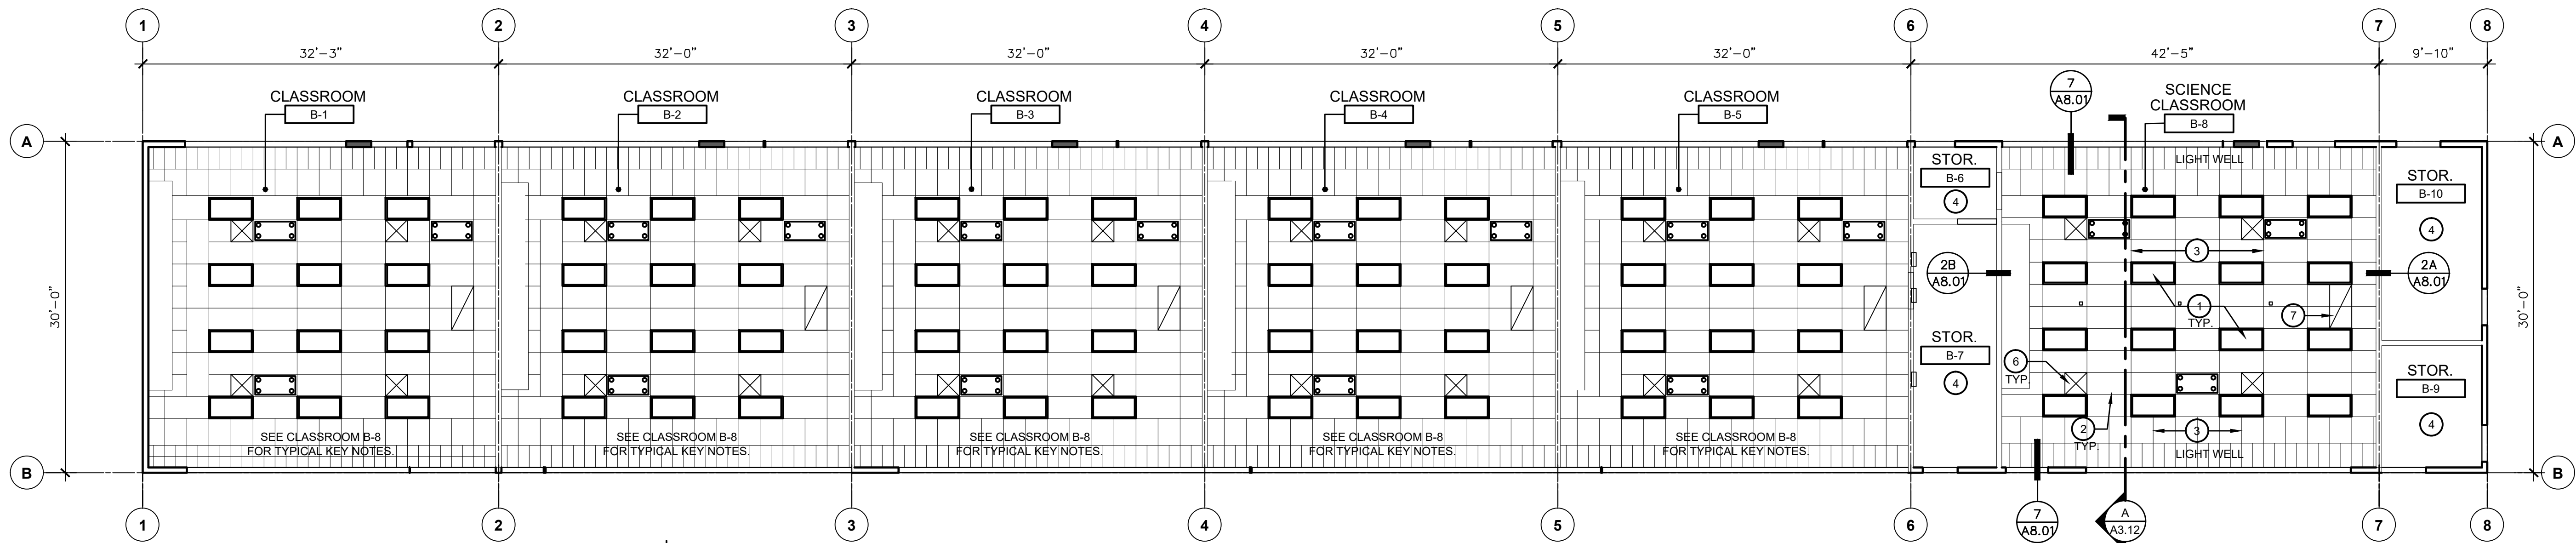 1 2 3 4 5 6 7 8
32'-3" 32'-0" 32'-0" 32'-0" 32'-0" 42'-5" 9'-10"
CLASSROOM
B-1
CLASSROOM
B-2
CLASSROOM
B-3
CLASSROOM
B-4
CLASSROOM
B-5
7
A8.01
SCIENCE
CLASSROOM
B-8
A A
30'-0"
STOR.
B-6
4
LIGHT WELL
STOR.
B-10
4
3
2B
A8.01
2A
A8.01
1
TYP.
7
30'-0"
STOR.
B-7
4
6
TYP.
STOR.
B-9
4
2
TYP.
3
LIGHT WELL
SEE CLASSROOM B-8
FOR TYPICAL KEY NOTES.
SEE CLASSROOM B-8
FOR TYPICAL KEY NOTES.
SEE CLASSROOM B-8
FOR TYPICAL KEY NOTES.
SEE CLASSROOM B-8
FOR TYPICAL KEY NOTES.
SEE CLASSROOM B-8
FOR TYPICAL KEY NOTES.
B B
7
A8.01
A
A3.12
1 2 3 4 5 6 7 8